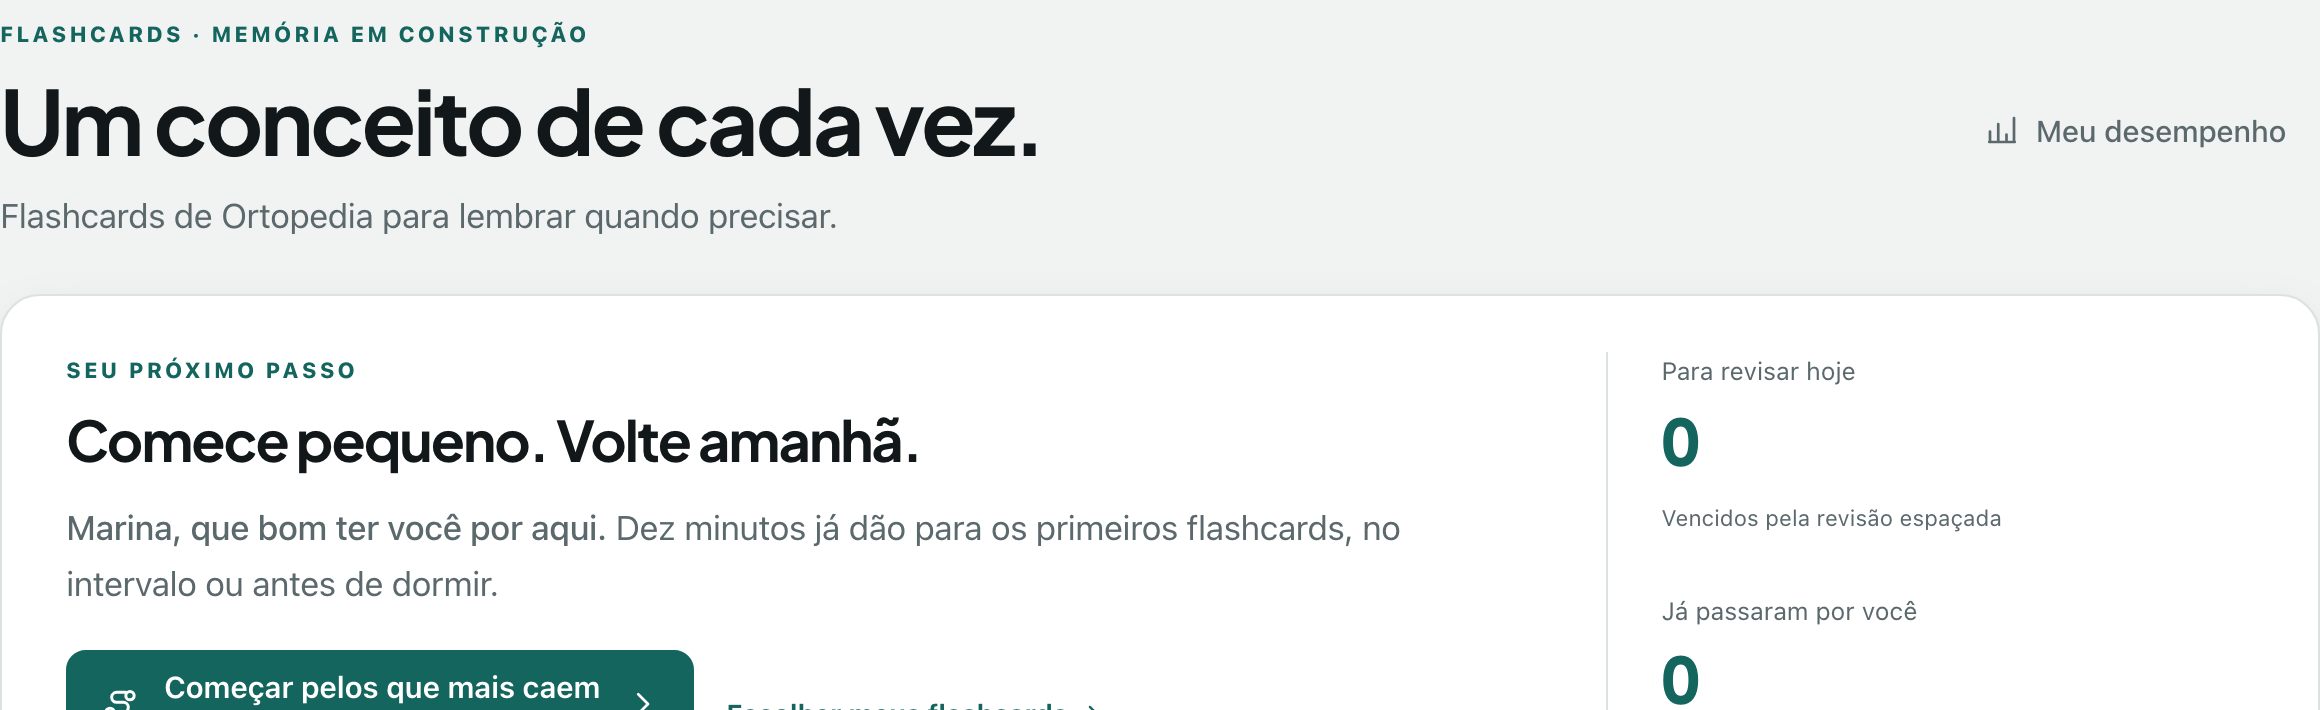 FLASHCARDS · MEMÓRIA EM CONSTRUÇÃO
Um conceito de cada vez.
Meu desempenho
Flashcards de Ortopedia para lembrar quando precisar.
SEU PRÓXIMO PASSO
Comece pequeno. Volte amanhã.
Marina, que bom ter você por aqui. Dez minutos já dão para os primeiros flashcards, no
intervalo ou antes de dormir.
Começar pelos que mais caem
Para revisar hoje
0
Vencidos pela revisão espaçada
Já passaram por você
0